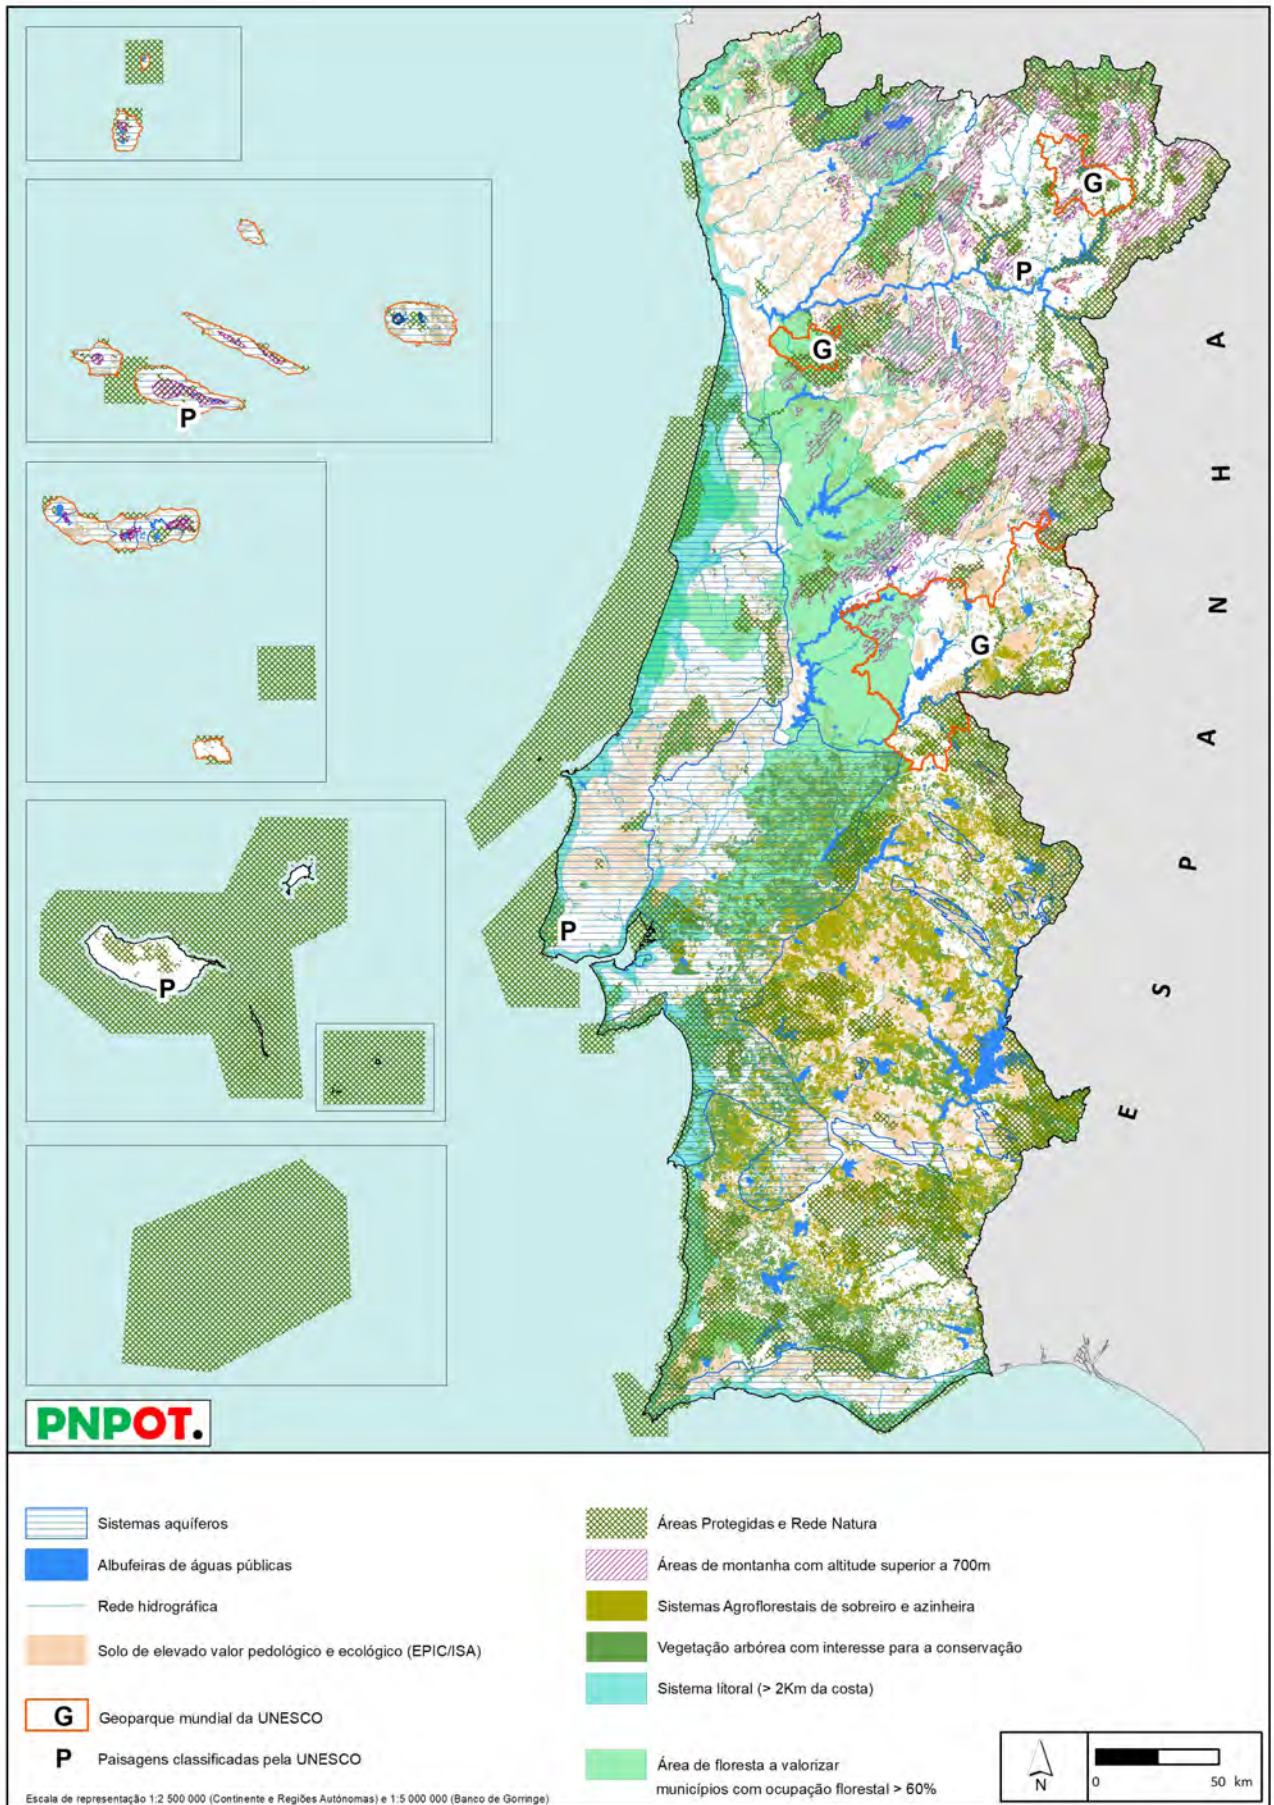 G
P
G
P
G
P
P
E S P A N H A
PNPOT.
Sistemas aquíferos
Albufeiras de águas públicas
Rede hidrográfica
Solo de elevado valor pedológico e ecológico (EPIC/ISA)
G Geoparque mundial da UNESCO
P Paisagens classificadas pela UNESCO
Escala de representação 1:2 500 000 (Continente e Regiões Autónomas) e 1:5 000 000 (Banco de Gorringe)
Áreas Protegidas e Rede Natura
Áreas de montanha com altitude superior a 700m
Sistemas Agroflorestais de sobreiro e azinheira
Vegetação arbórea com interesse para a conservação
Sistema litoral (> 2Km da costa)
Área de floresta a valorizar
municípios com ocupação florestal > 60%
N
0 50 km